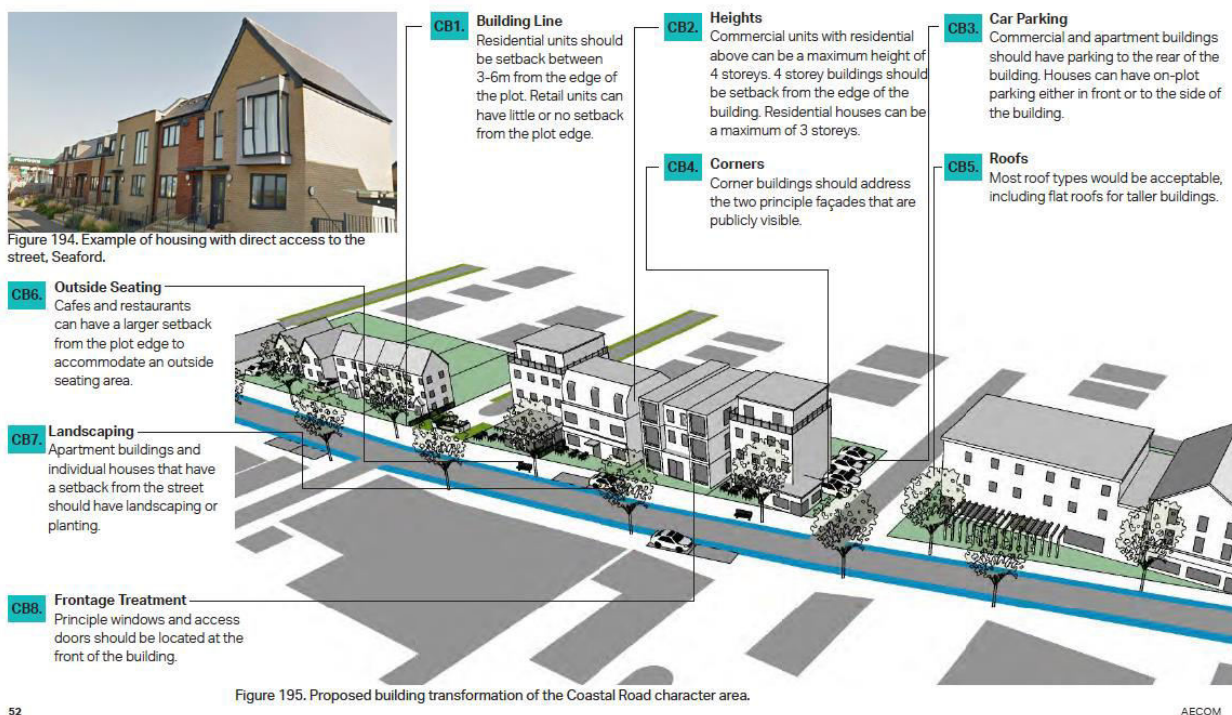 CB1.
Building Line
Residential units should
be setback between
3-6m from the edge of
the plot. Retail units can
have little or no setback
from the plot edge.
CB2.
Heights
Commercial units with residential
above can be a maximum height of
4 storeys. 4 storey buildings should
be setback from the edge of the
building. Residential houses can be
a maximum of 3 storeys.
CB3.
Car Parking
Commercial and apartment buildings
should have parking to the rear of the
building. Houses can have on-plot
parking either in front or to the side of
the building.
CB4.
Corners
Corner buildings should address
the two principle façades that are
publicly visible.
CB5.
Roofs
Most roof types would be acceptable,
including flat roofs for taller buildings.
Figure 194. Example of housing with direct access to the
street, Seaford.
CB6.
Outside Seating
Cafes and restaurants
can have a larger setback
from the plot edge to
accommodate an outside
seating area.
CB7.
Landscaping
Apartment buildings and
individual houses that have
a setback from the street
should have landscaping or
planting.
CB8.
Frontage Treatment
Principle windows and access
doors should be located at the
front of the building.
Figure 195. Proposed building transformation of the Coastal Road character area.
52
AECOM